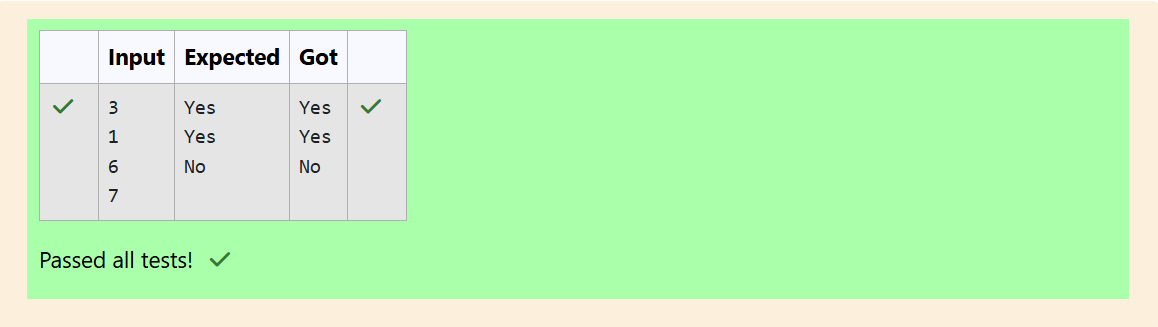 Input Expected Got
3 Yes Yes
1 Yes Yes
6 No No
7
Passed all tests!